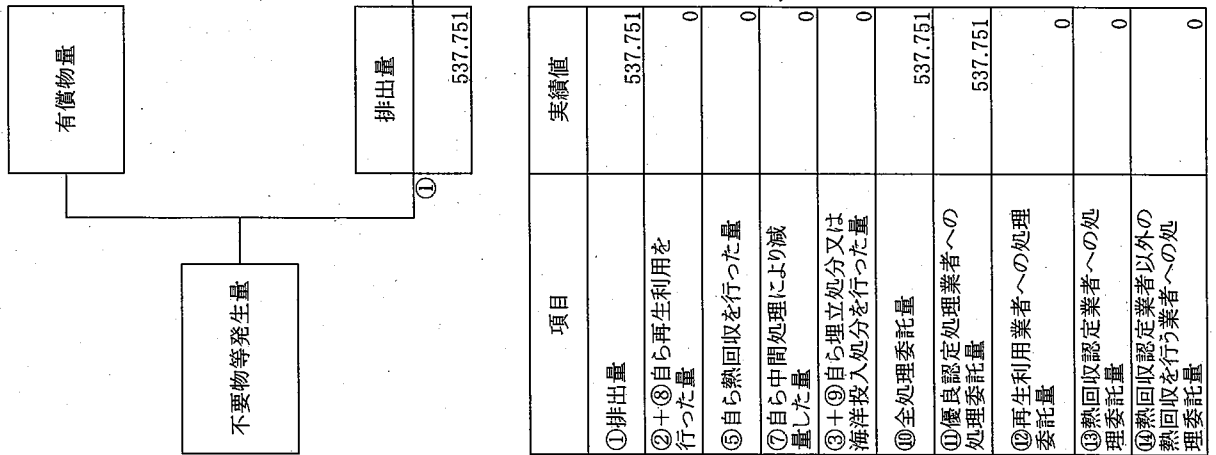 不要物等発生量
有償物量
排出量
①
537.751
項目
実績値
①排出量
537.751
②+⑧自ら再生利用を
行った量
0
⑤自ら熱回収を行った量
0
⑦自ら中間処理により減
量した量
0
③+⑨自ら埋立処分又は
海洋投入処分を行った量
0
⑩全処理委託量
537.751
⑪優良認定処理業者への
処理委託量
537.751
⑫再生利用業者への処理
委託量
0
⑬熱回収認定業者への処
理委託量
0
⑭熱回収認定業者以外の
熱回収を行う業者への処
理委託量
0